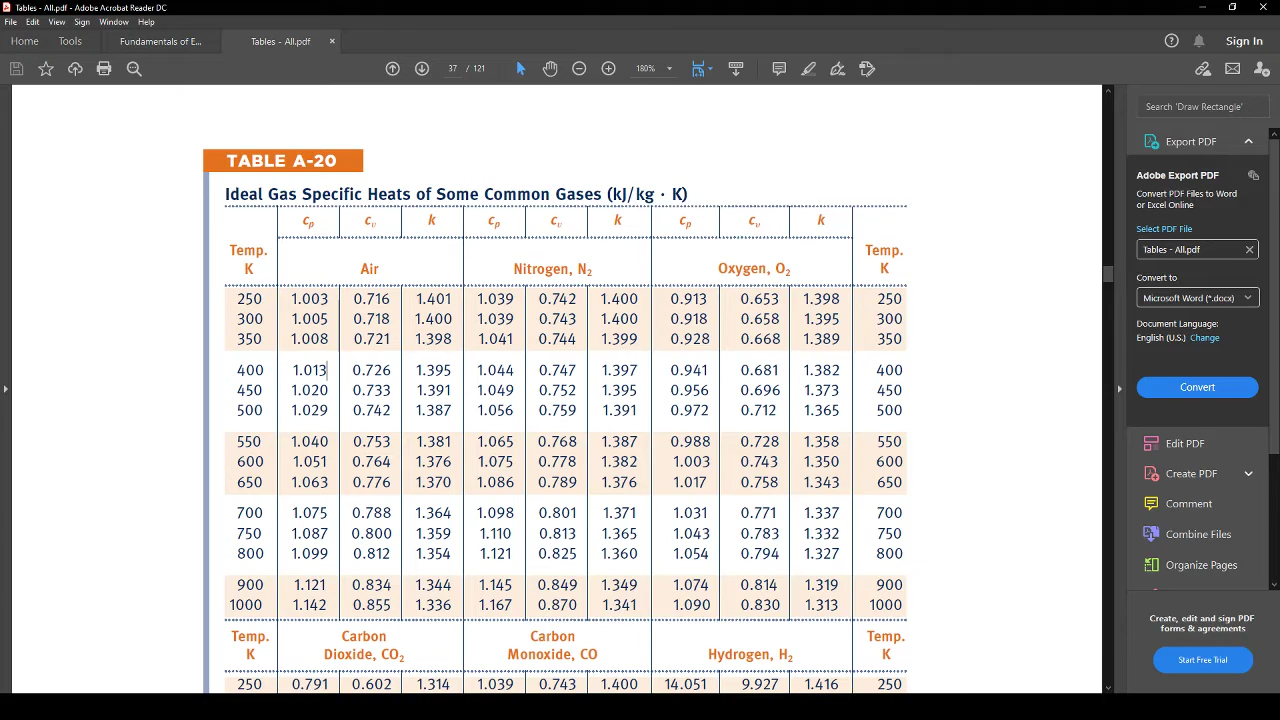 Tables - All.pdf - Adobe Acrobat Reader DC
File Edit View Sign Window Help
Home Tools Fundamentals of E... Tables - All.pdf × Sign In
37 / 121 180% Search 'Draw Rectangle'
TABLE A-20
Ideal Gas Specific Heats of Some Common Gases (kJ/kg · K)
cp cv k cp cv k cp cv k
Temp. K Air Nitrogen, N2 Oxygen, O2 Temp. K
250 1.003 0.716 1.401 1.039 0.742 1.400 0.913 0.653 1.398 250
300 1.005 0.718 1.400 1.039 0.743 1.400 0.918 0.658 1.395 300
350 1.008 0.721 1.398 1.041 0.744 1.399 0.928 0.668 1.389 350
400 1.013 0.726 1.395 1.044 0.747 1.397 0.941 0.681 1.382 400
450 1.020 0.733 1.391 1.049 0.752 1.395 0.956 0.696 1.373 450
500 1.029 0.742 1.387 1.056 0.759 1.391 0.972 0.712 1.365 500
550 1.040 0.753 1.381 1.065 0.768 1.387 0.988 0.728 1.358 550
600 1.051 0.764 1.376 1.075 0.778 1.382 1.003 0.743 1.350 600
650 1.063 0.776 1.370 1.086 0.789 1.376 1.017 0.758 1.343 650
700 1.075 0.788 1.364 1.098 0.801 1.371 1.031 0.771 1.337 700
750 1.087 0.800 1.359 1.110 0.813 1.365 1.043 0.783 1.332 750
800 1.099 0.812 1.354 1.121 0.825 1.360 1.054 0.794 1.327 800
900 1.121 0.834 1.344 1.145 0.849 1.349 1.074 0.814 1.319 900
1000 1.142 0.855 1.336 1.167 0.870 1.341 1.090 0.830 1.313 1000
Temp. Carbon Carbon Temp.
K Dioxide, CO2 Monoxide, CO Hydrogen, H2 K
250 0.791 0.602 1.314 1.039 0.743 1.400 14.051 9.927 1.416 250
Export PDF
Adobe Export PDF
Convert PDF Files to Word
or Excel Online
Select PDF File
Tables - All.pdf
Convert to
Microsoft Word (*.docx)
Document Language:
English (U.S.) Change
Convert
Edit PDF
Create PDF
Comment
Combine Files
Organize Pages
Create, edit and sign PDF
forms & agreements
Start Free Trial